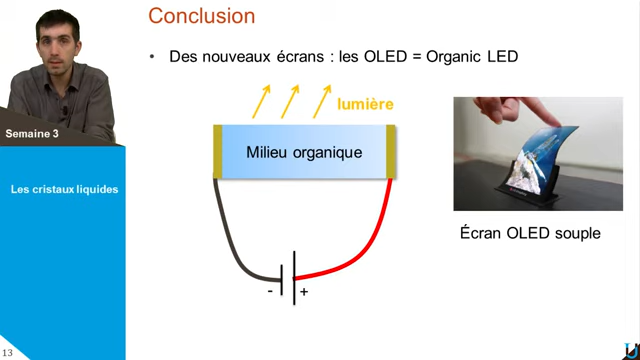 Conclusion
• Des nouveaux écrans : les OLED = Organic LED
lumière
Semaine 3
Milieu organique
Les cristaux liquides
Écran OLED souple
- +
13